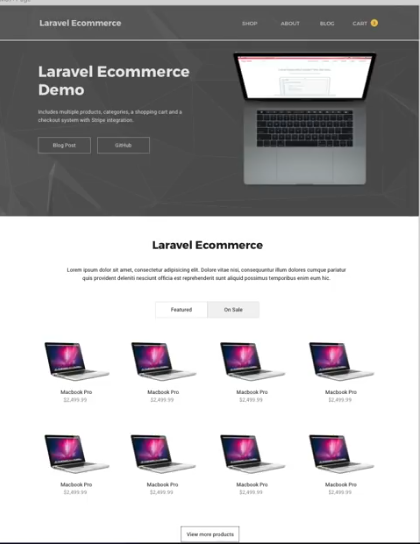 Laravel Ecommerce
SHOP ABOUT BLOG CART
Laravel Ecommerce
Demo
Includes multiple products, categories, a shopping cart and a
checkout system with Stripe integration.
Blog Post GitHub
Laravel Ecommerce
Lorem ipsum dolor sit amet, consectetur adipisicing elit. Dolore vitae nisi, consequuntur illum dolores cumque pariatur
quis provident deleniti nesciunt officia est reprehenderit sunt aliquid possimus temporibus enim eum hic.
Featured On Sale
Macbook Pro Macbook Pro Macbook Pro Macbook Pro
$2,499.99 $2,499.99 $2,499.99 $2,499.99
Macbook Pro Macbook Pro Macbook Pro Macbook Pro
$2,499.99 $2,499.99 $2,499.99 $2,499.99
View more products